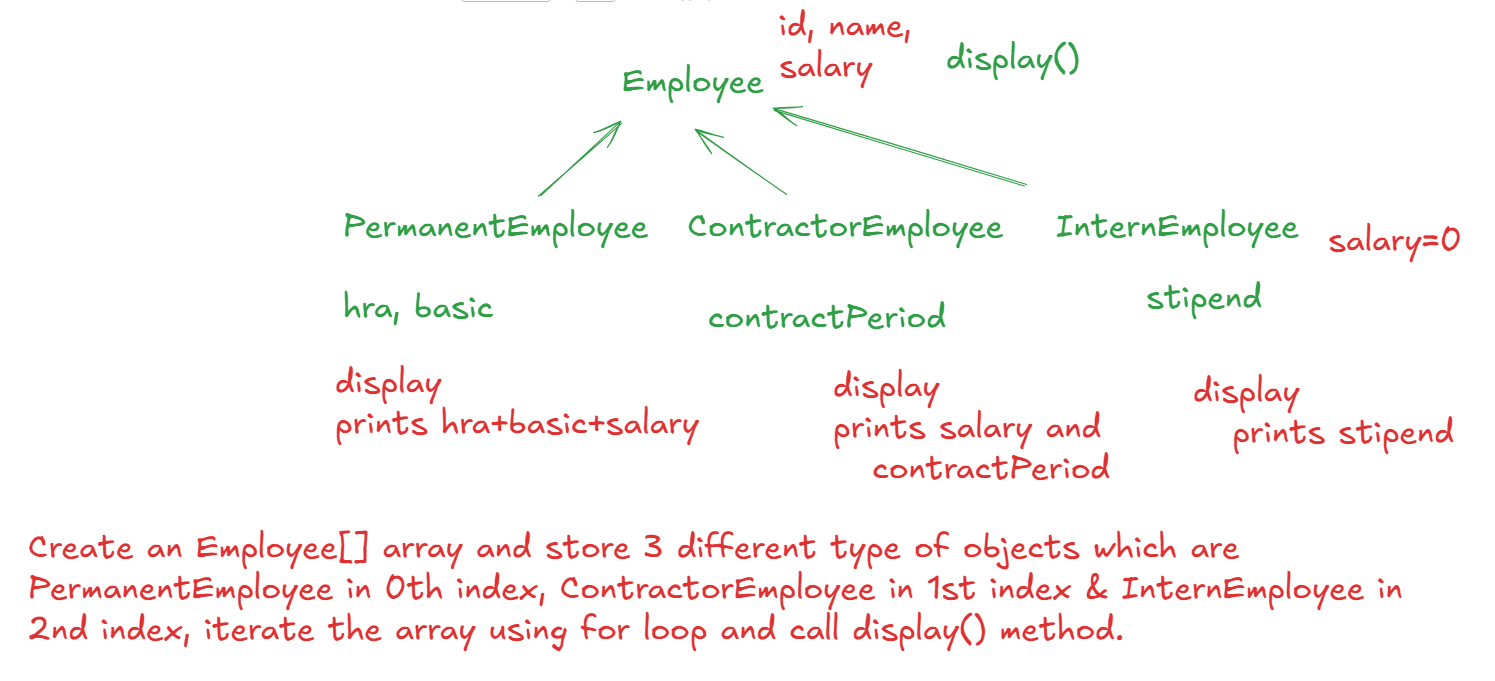 id, name,
salary
display()
Employee
PermanentEmployee
ContractorEmployee
InternEmployee
salary=0
hra, basic
contractPeriod
stipend
display
prints hra+basic+salary
display
prints salary and
contractPeriod
display
prints stipend
Create an Employee[] array and store 3 different type of objects which are
PermanentEmployee in 0th index, ContractorEmployee in 1st index & InternEmployee in
2nd index, iterate the array using for loop and call display() method.